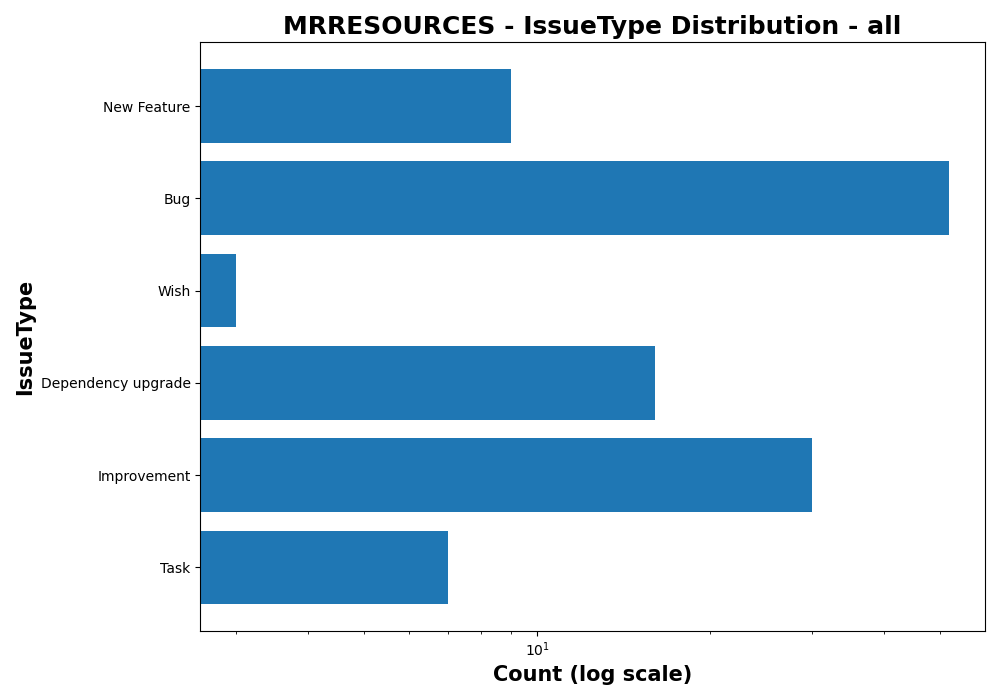 MRRESOURCES - IssueType Distribution - all
New Feature
Bug
Wish
Dependency upgrade
Improvement
Task
IssueType
10¹
Count (log scale)